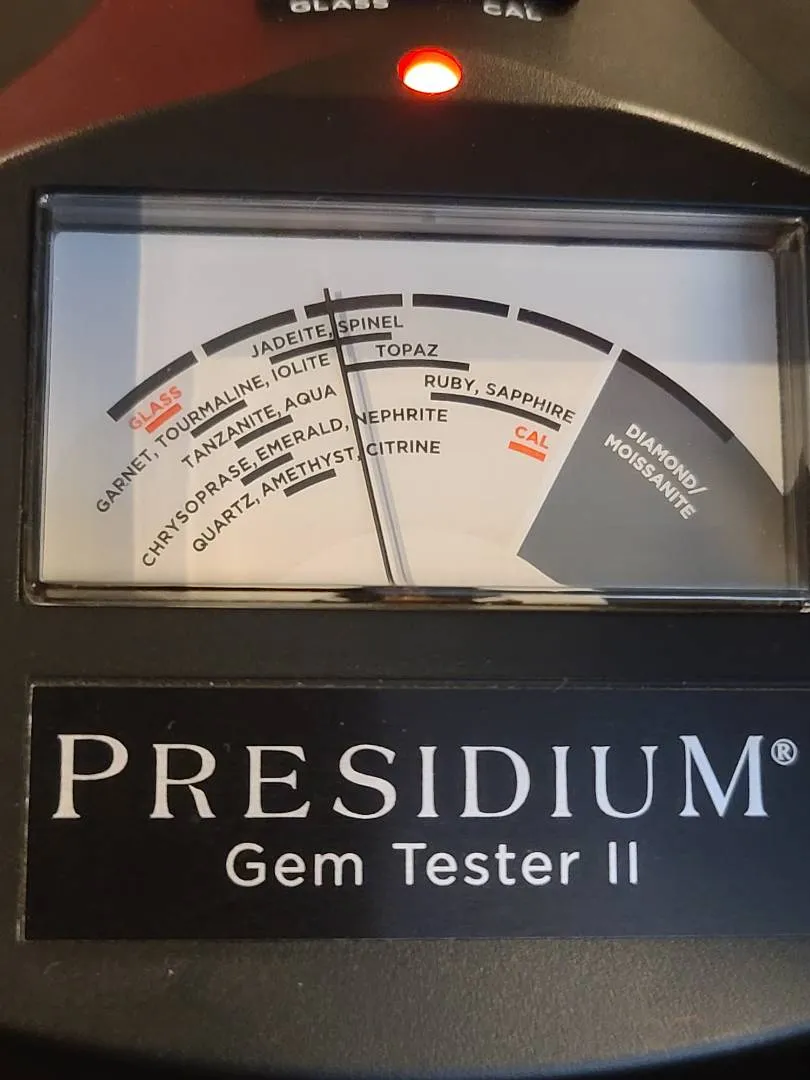 GLASS CAL
JADEITE, SPINEL
TOPAZ
GLASS
GARNET, TOURMALINE, IOLITE
RUBY, SAPPHIRE
TANZANITE, AQUA
CAL
CHRYSOPRASE, EMERALD, NEPHRITE
QUARTZ, AMETHYST, CITRINE
DIAMOND/
MOISSANITE
PRESIDIUM®
Gem Tester II